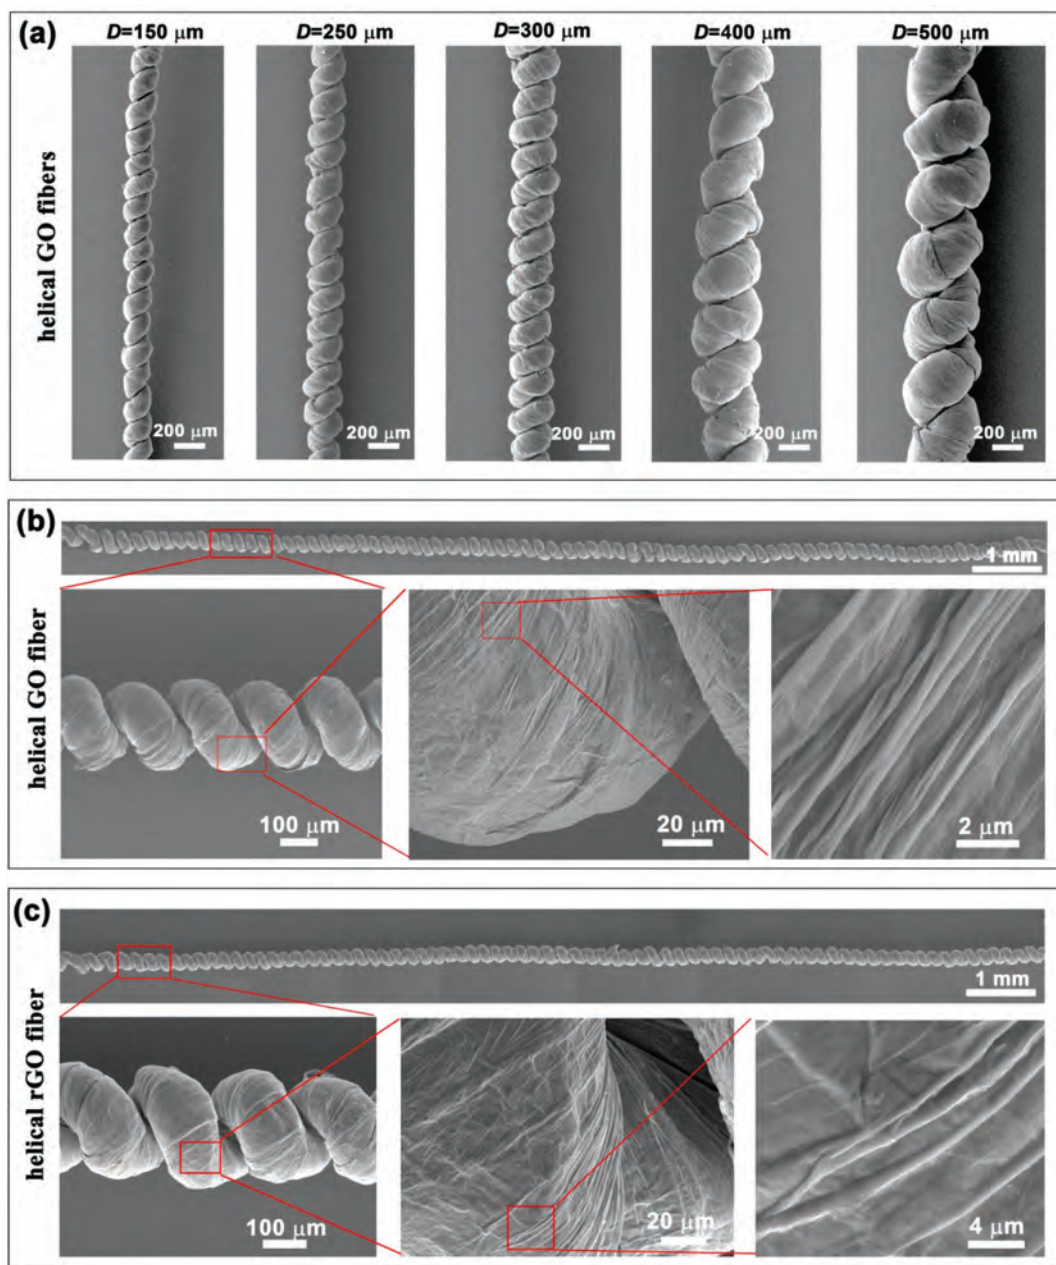 (a)
D=150 μm D=250 μm D=300 μm D=400 μm D=500 μm
helical GO fibers
200 μm 200 μm 200 μm 200 μm 200 μm
(b)
1 mm
helical GO fiber
100 μm 20 μm 2 μm
(c)
1 mm
helical rGO fiber
100 μm 20 μm 4 μm